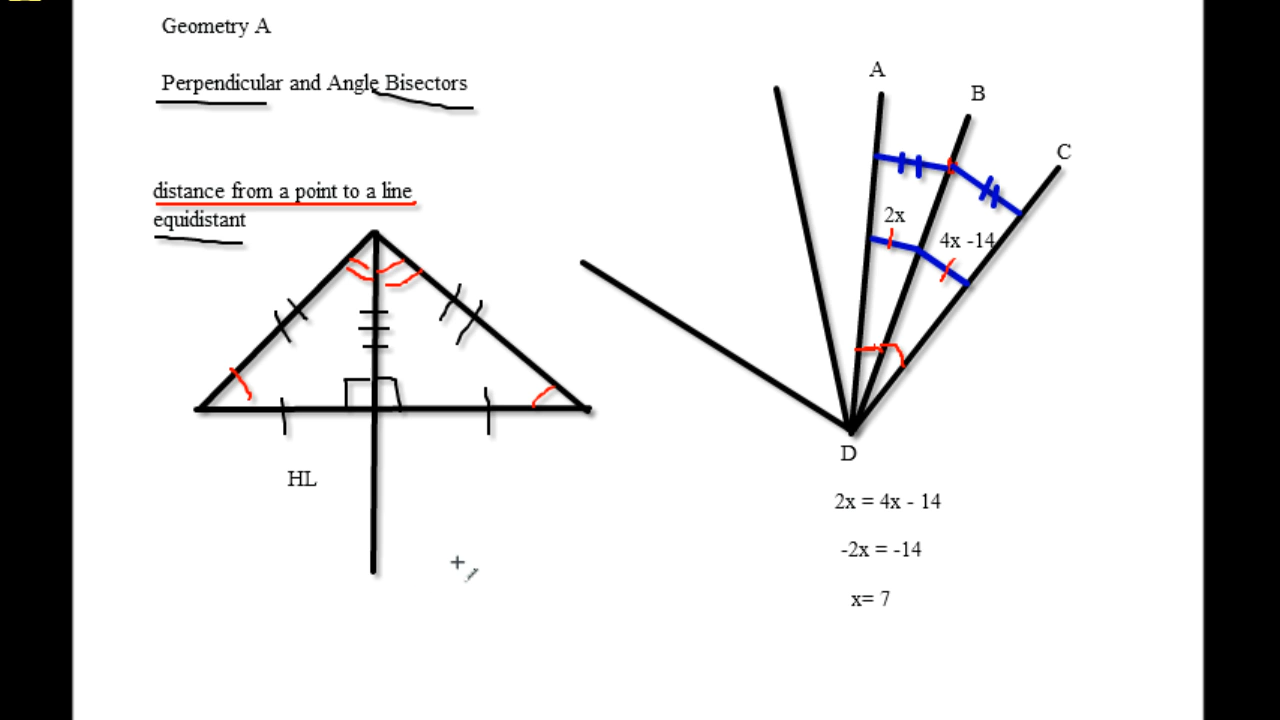 Geometry A
Perpendicular and Angle Bisectors
distance from a point to a line
equidistant
HL
A
B
C
2x
4x -14
D
2x = 4x - 14
-2x = -14
x= 7